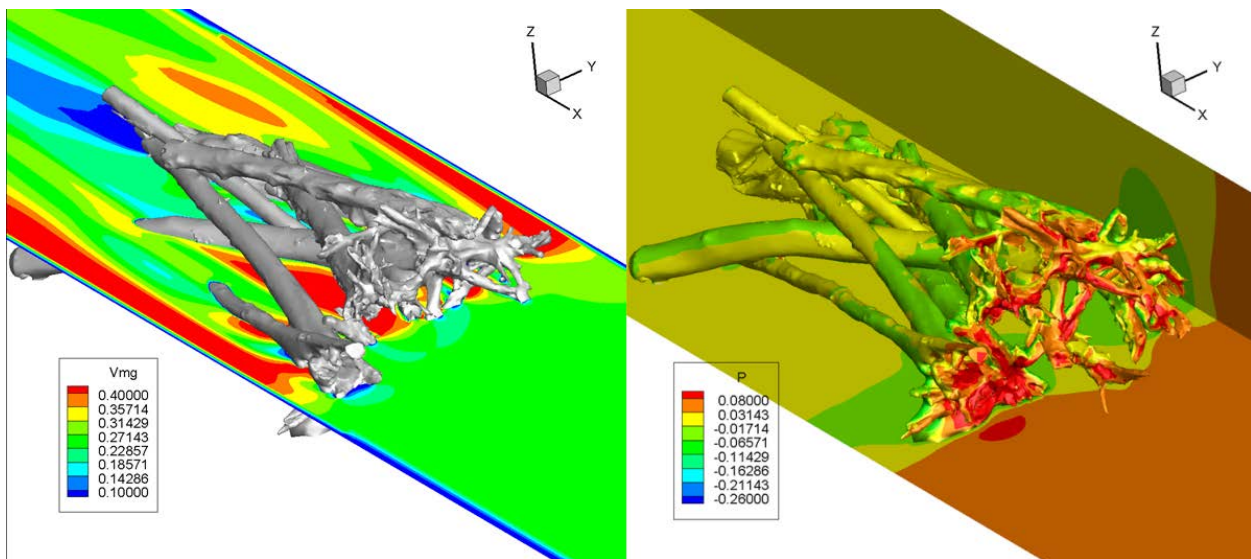 Z
Y
X
Vmg
0.40000
0.35714
0.31429
0.27143
0.22857
0.18571
0.14286
0.10000
Z
Y
X
P
0.08000
0.03143
-0.01714
-0.06571
-0.11429
-0.16286
-0.21143
-0.26000